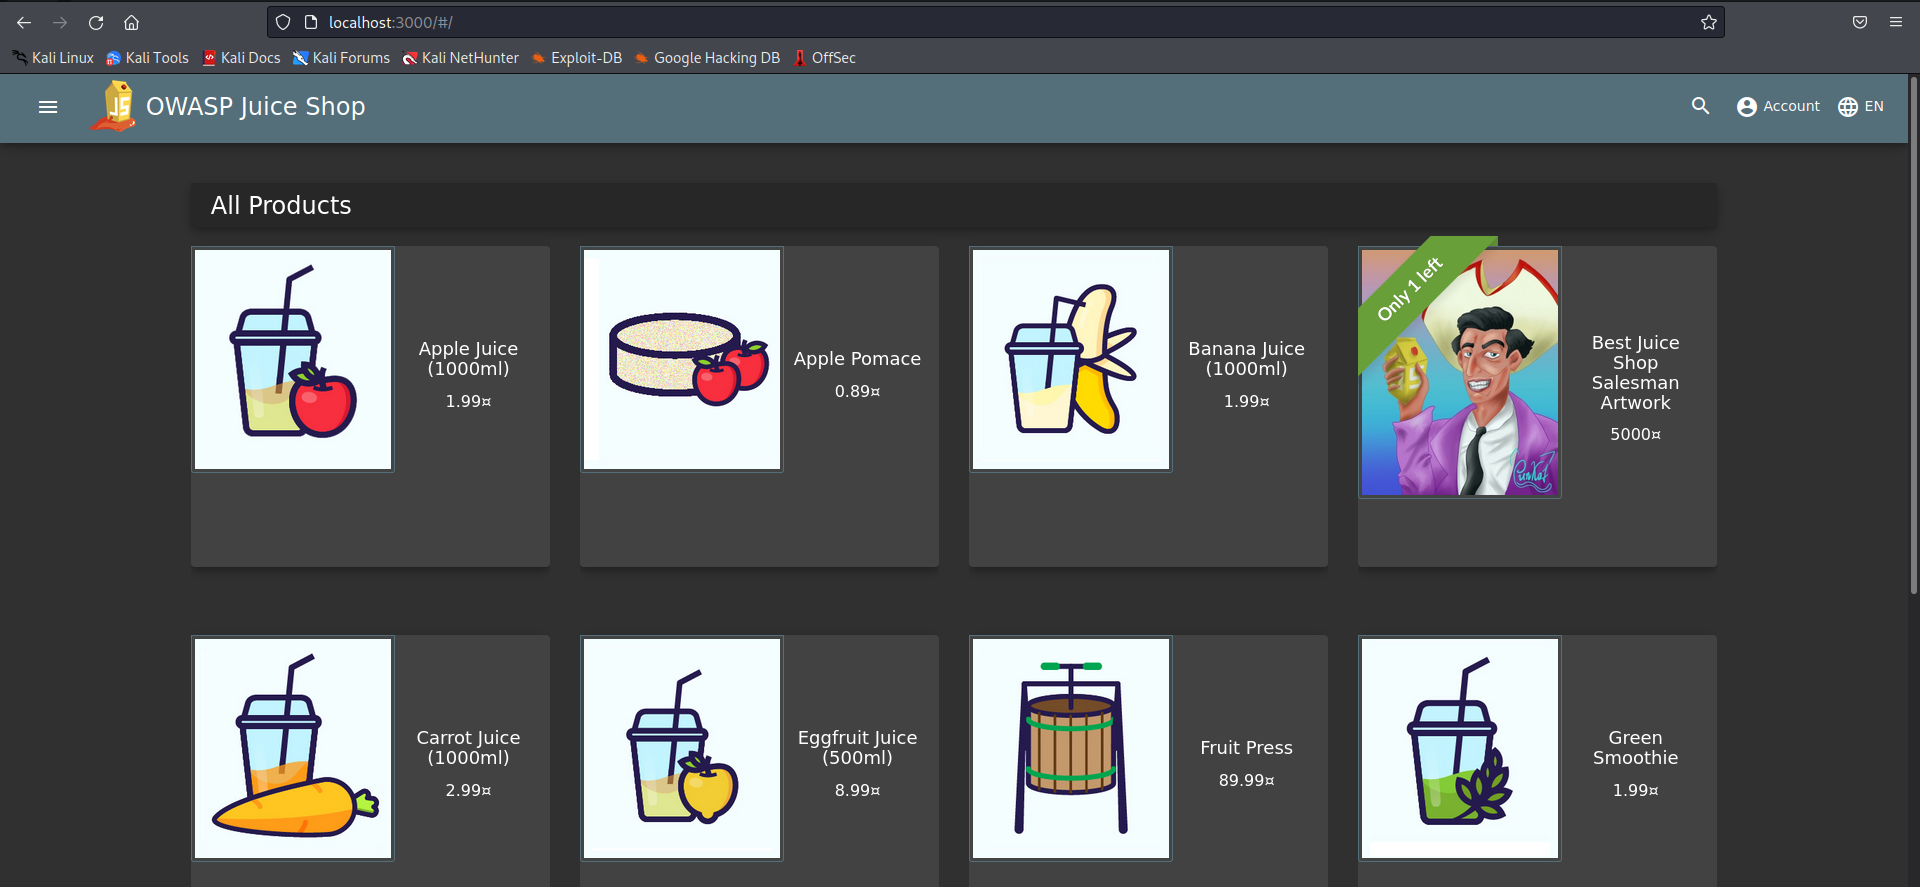 localhost:3000/#/
Kali Linux Kali Tools Kali Docs Kali Forums Kali NetHunter Exploit-DB Google Hacking DB OffSec
JS OWASP Juice Shop Account EN
All Products
Only 1 left
Apple Juice
(1000ml)
1.99¤
Apple Pomace
0.89¤
Banana Juice
(1000ml)
1.99¤
Best Juice
Shop
Salesman
Artwork
5000¤
Carrot Juice
(1000ml)
2.99¤
Eggfruit Juice
(500ml)
8.99¤
Fruit Press
89.99¤
Green
Smoothie
1.99¤